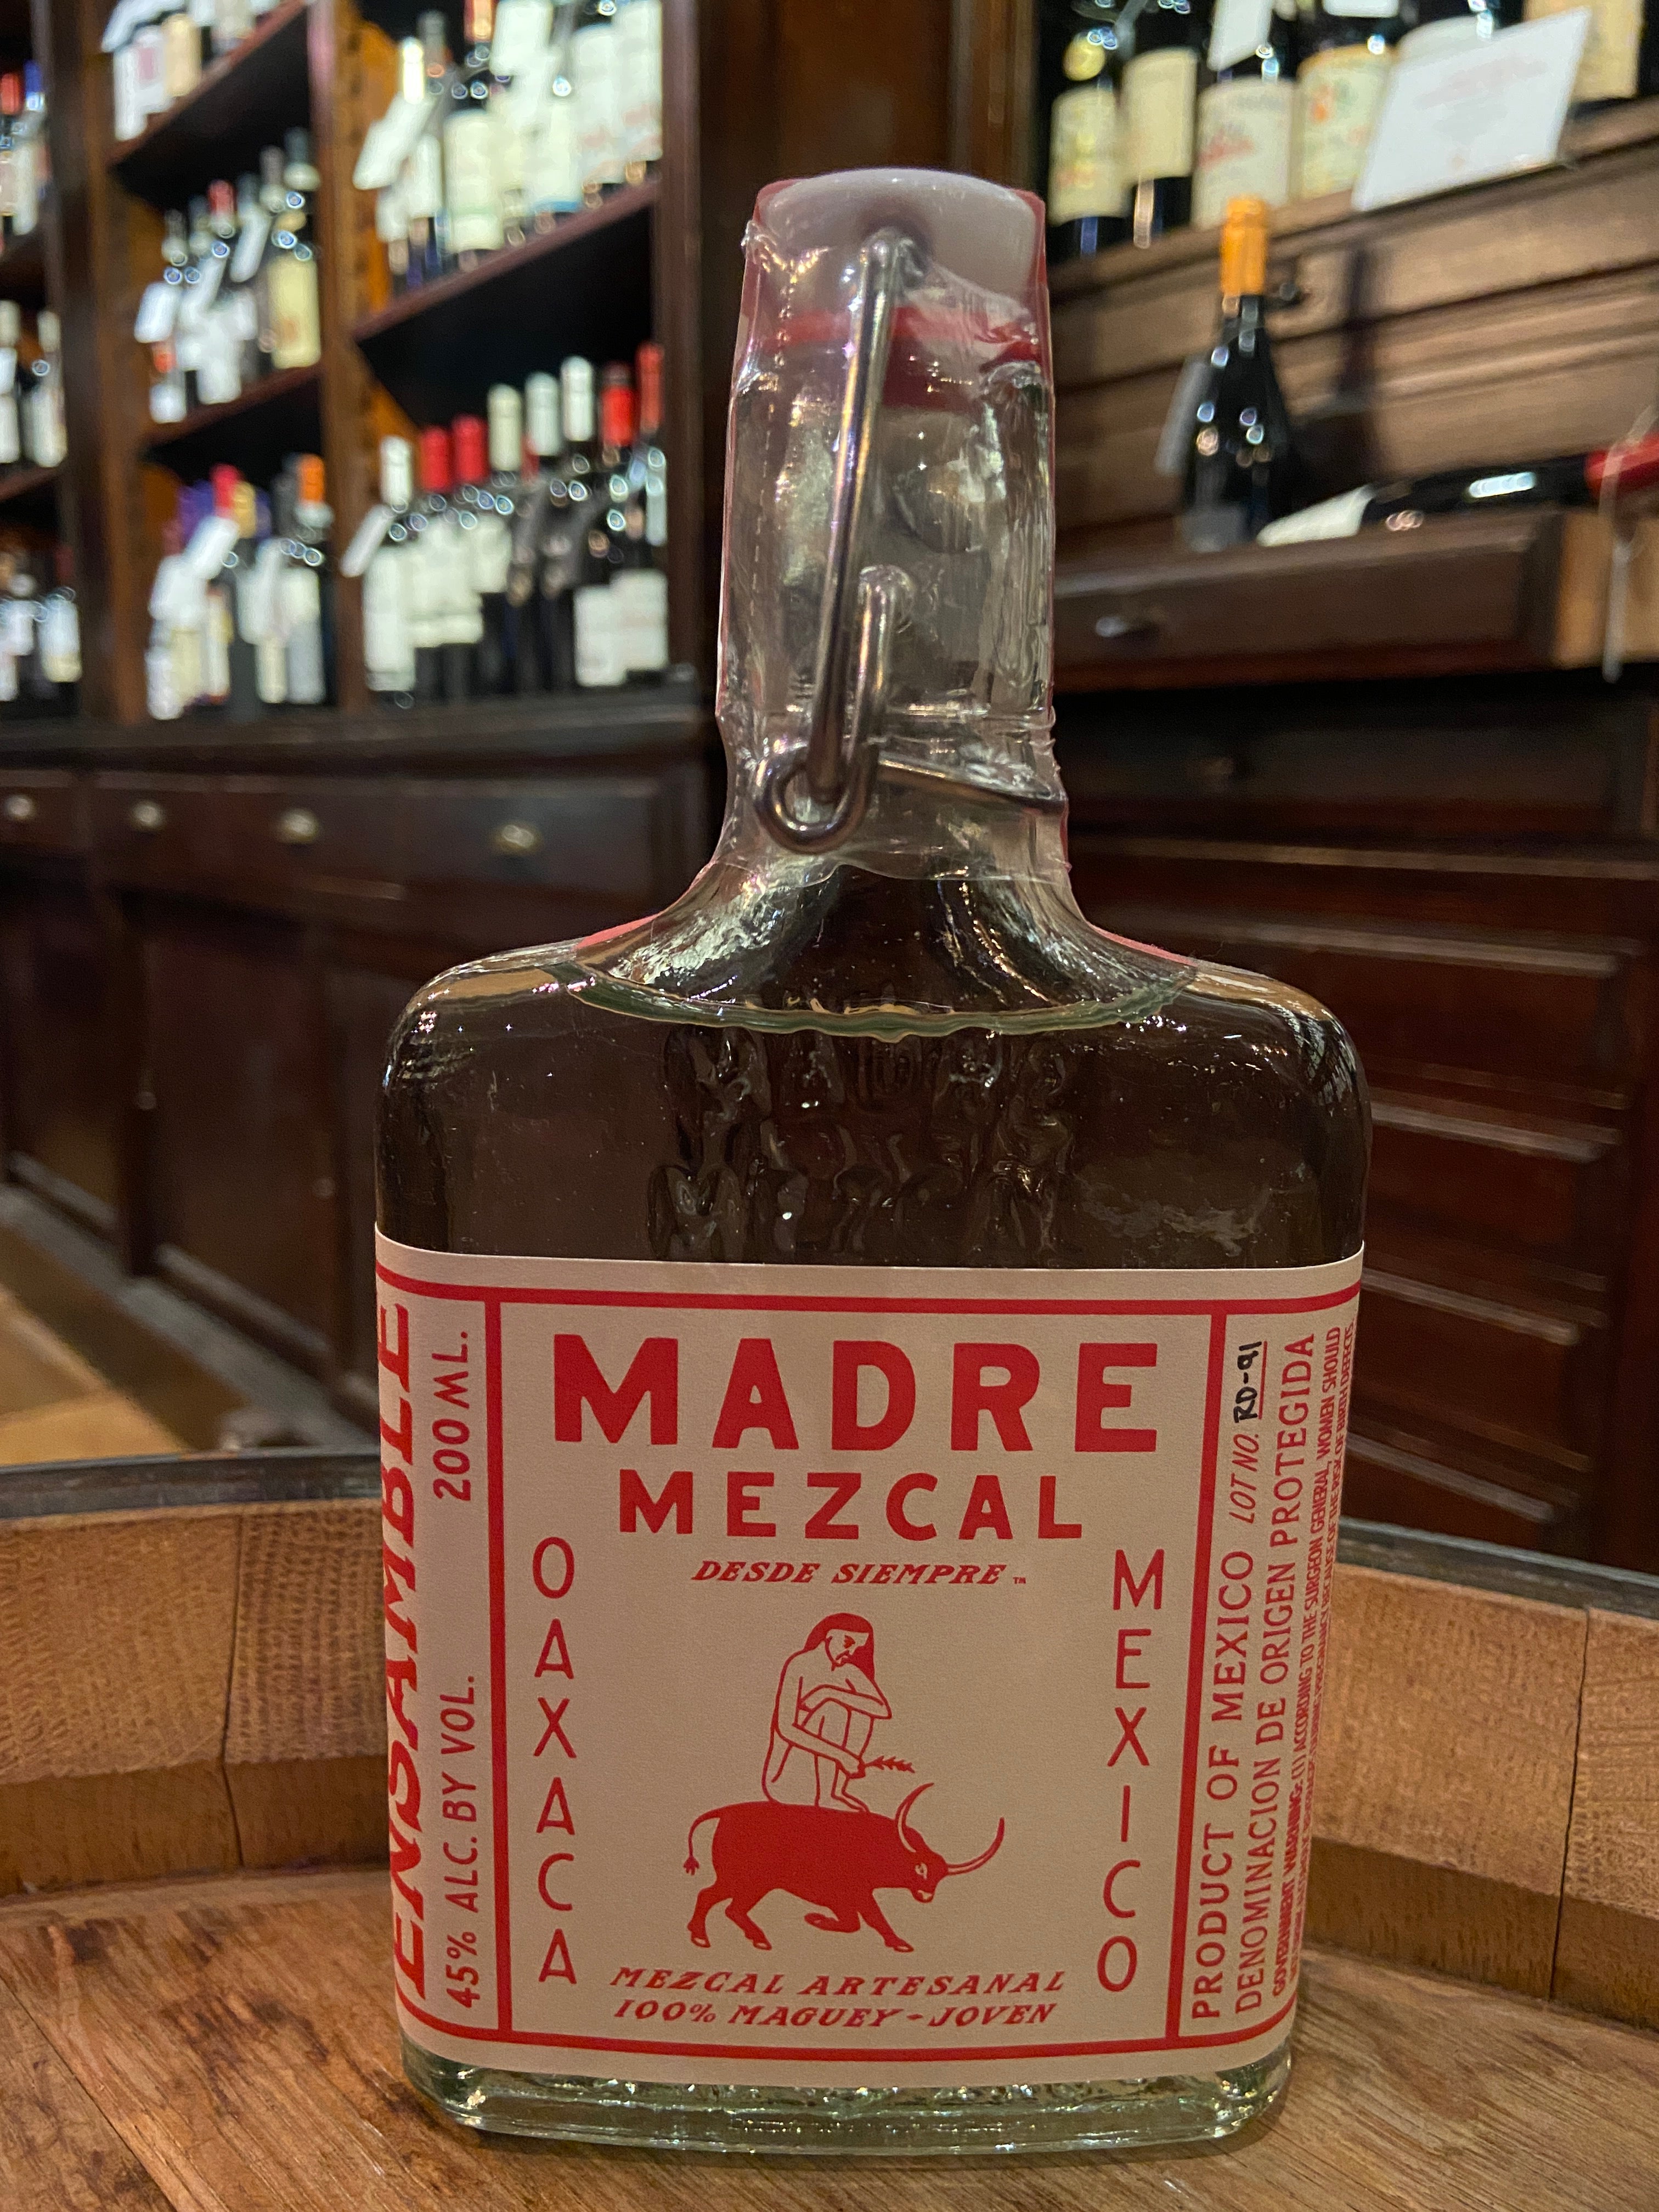 MADRE
MEZCAL
DESDE SIEMPRE™
OAXACA
MEXICO
MEZCAL ARTESANAL
100% MAGUEY - JOVEN
ENSAMBLE
45% ALC. BY VOL. 200 ML.
PRODUCT OF MEXICO LOT NO. RD-91
DENOMINACION DE ORIGEN PROTEGIDA
GOVERNMENT WARNING: (1) ACCORDING TO THE SURGEON GENERAL, WOMEN SHOULD